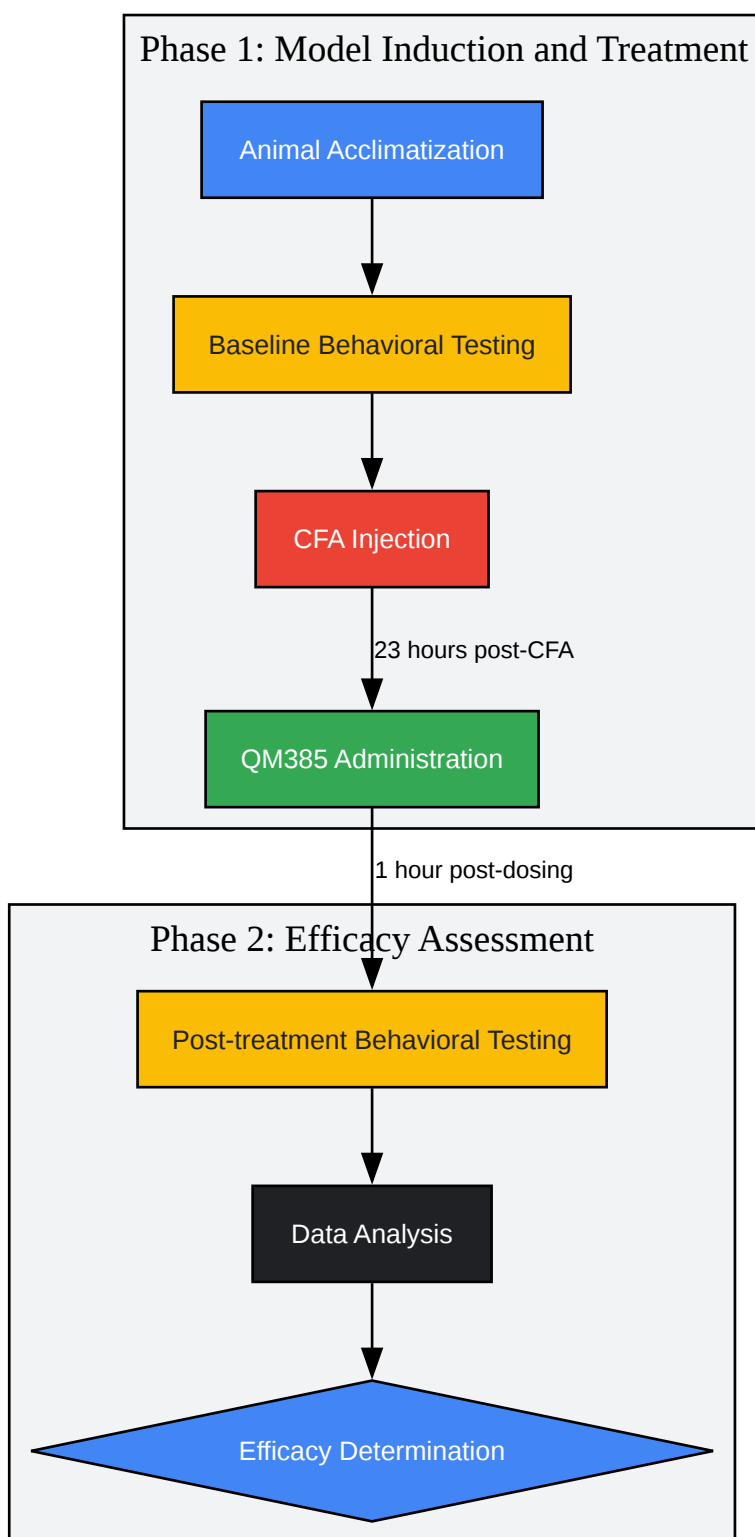 Phase 1: Model Induction and Treatment
Animal Acclimatization
Baseline Behavioral Testing
CFA Injection
23 hours post-CFA
QM385 Administration
1 hour post-dosing
Phase 2: Efficacy Assessment
Post-treatment Behavioral Testing
Data Analysis
Efficacy Determination